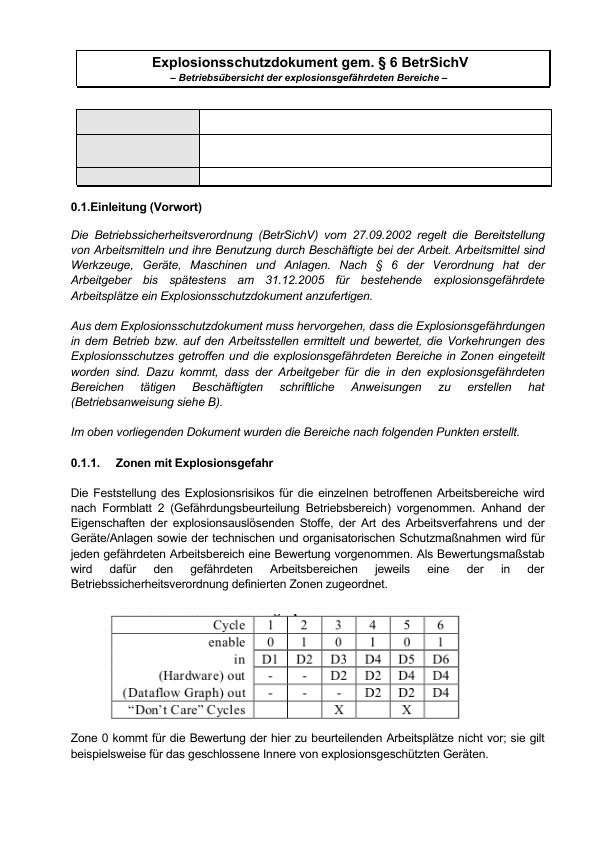 Explosionsschutzdokument gem. § 6 BetrSichV
– Betriebsübersicht der explosionsgefährdeten Bereiche –
0.1.Einleitung (Vorwort)
Die Betriebssicherheitsverordnung (BetrSichV) vom 27.09.2002 regelt die Bereitstellung
von Arbeitsmitteln und ihre Benutzung durch Beschäftigte bei der Arbeit. Arbeitsmittel sind
Werkzeuge, Geräte, Maschinen und Anlagen. Nach § 6 der Verordnung hat der
Arbeitgeber bis spätestens am 31.12.2005 für bestehende explosionsgefährdete
Arbeitsplätze ein Explosionsschutzdokument anzufertigen.
Aus dem Explosionsschutzdokument muss hervorgehen, dass die Explosionsgefährdungen
in dem Betrieb bzw. auf den Arbeitsstellen ermittelt und bewertet, die Vorkehrungen des
Explosionsschutzes getroffen und die explosionsgefährdeten Bereiche in Zonen eingeteilt
worden sind. Dazu kommt, dass der Arbeitgeber für die in den explosionsgefährdeten
Bereichen tätigen Beschäftigten schriftliche Anweisungen zu erstellen hat
(Betriebsanweisung siehe B).
Im oben vorliegenden Dokument wurden die Bereiche nach folgenden Punkten erstellt.
0.1.1. Zonen mit Explosionsgefahr
Die Feststellung des Explosionsrisikos für die einzelnen betroffenen Arbeitsbereiche wird
nach Formblatt 2 (Gefährdungsbeurteilung Betriebsbereich) vorgenommen. Anhand der
Eigenschaften der explosionsauslösenden Stoffe, der Art des Arbeitsverfahrens und der
Geräte/Anlagen sowie der technischen und organisatorischen Schutzmaßnahmen wird für
jeden gefährdeten Arbeitsbereich eine Bewertung vorgenommen. Als Bewertungsmaßstab
wird dafür den gefährdeten Arbeitsbereichen jeweils eine der in der
Betriebssicherheitsverordnung definierten Zonen zugeordnet.
Cycle 1 2 3 4 5 6
enable 0 1 0 1 0 1
in D1 D2 D3 D4 D5 D6
(Hardware) out - - D2 D2 D4 D4
(Dataflow Graph) out - - - D2 D2 D4
“Don’t Care” Cycles X X
Zone 0 kommt für die Bewertung der hier zu beurteilenden Arbeitsplätze nicht vor; sie gilt
beispielsweise für das geschlossene Innere von explosionsgeschützten Geräten.